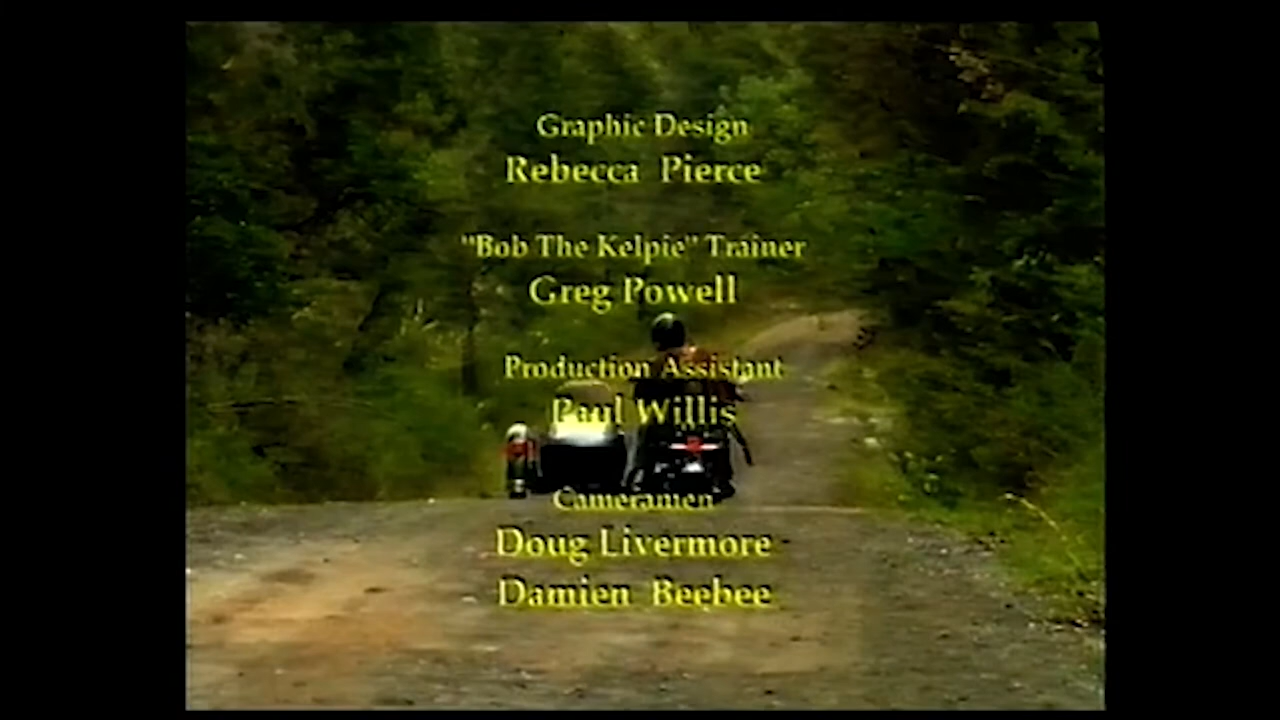 Graphic Design
Rebecca Pierce
"Bob The Kelpie" Trainer
Greg Powell
Production Assistant
Paul Willis
Cameramen
Doug Livermore
Damien Beebee